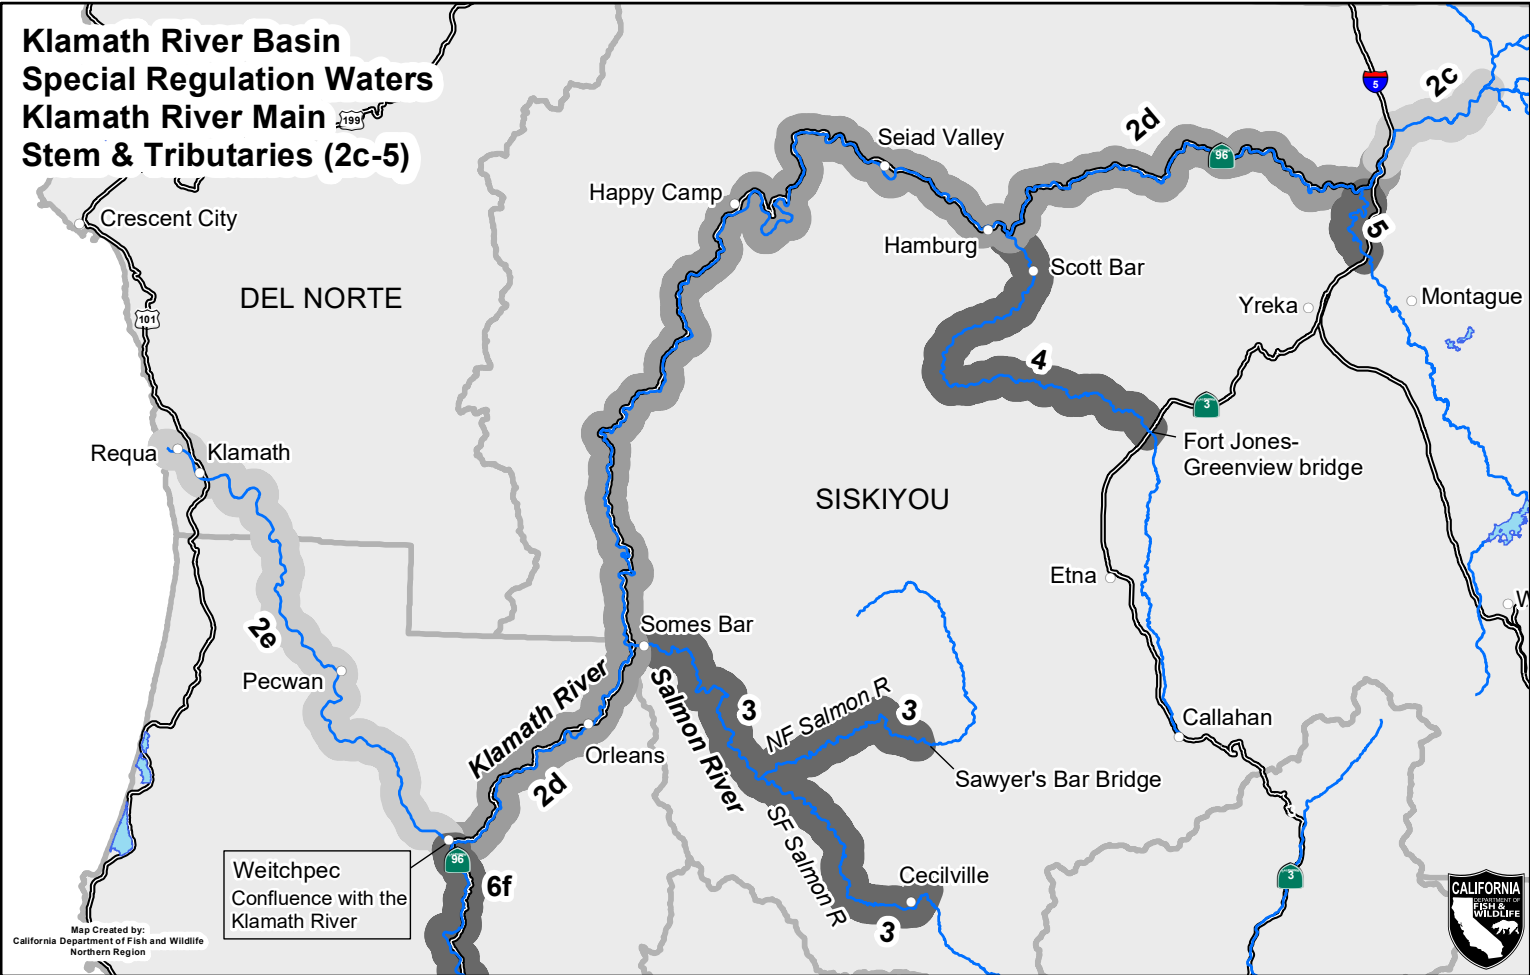 Klamath River Basin
Special Regulation Waters
Klamath River Main
Stem & Tributaries (2c-5)
199
5
2c
2d
96
Seiad Valley
Happy Camp
Crescent City
Hamburg
5
Scott Bar
DEL NORTE
Yreka
Montague
101
4
3
Fort Jones-
Greenview bridge
Requa
Klamath
SISKIYOU
Etna
W
2e
Somes Bar
Pecwan
Klamath River
Salmon River
3
NF Salmon R
3
Callahan
Orleans
2d
Sawyer's Bar Bridge
SF Salmon R
Weitchpec
Confluence with the
Klamath River
96
6f
Cecilville
3
3
Map Created by:
California Department of Fish and Wildlife
Northern Region
CALIFORNIA
DEPARTMENT OF
FISH &
WILDLIFE